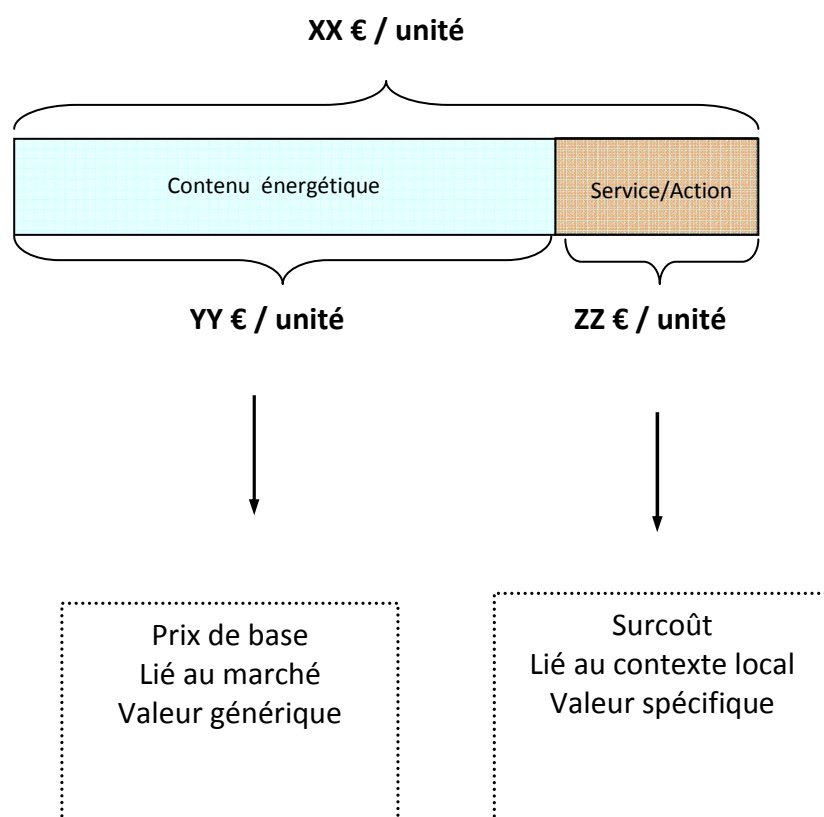 XX € / unité
Contenu énergétique
Service/Action
YY € / unité
ZZ € / unité
Prix de base
Lié au marché
Valeur générique
Surcoût
Lié au contexte local
Valeur spécifique